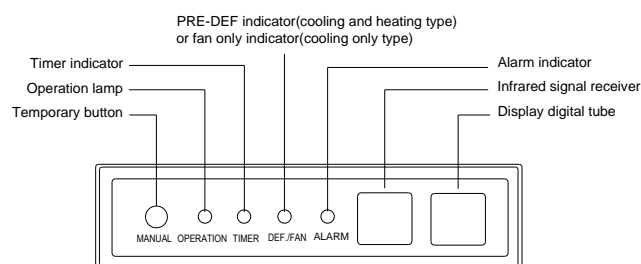 PRE-DEF indicator(cooling and heating type)
or fan only indicator(cooling only type)
Timer indicator
Operation lamp
Temporary button
Alarm indicator
Infrared signal receiver
Display digital tube
MANUAL OPERATION TIMER DEF./FAN ALARM